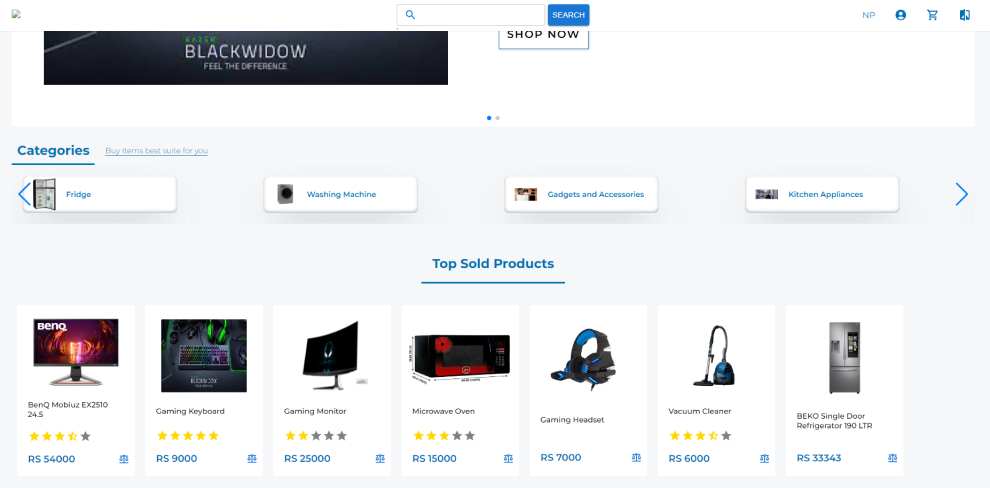 SEARCH
NP
RAZER
BLACKWIDOW
FEEL THE DIFFERENCE
SHOP NOW
Categories
Buy Items best suite for you
Fridge
Washing Machine
Gadgets and Accessories
Kitchen Appliances
Top Sold Products
BenQ
BenQ Mobiuz EX2510
24.5
RS 54000
BLACKWIDOW
Gaming Keyboard
RS 9000
Gaming Monitor
RS 25000
Microwave Oven
RS 15000
Gaming Headset
RS 7000
Vacuum Cleaner
RS 6000
BEKO Single Door
Refrigerator 190 LTR
RS 33343